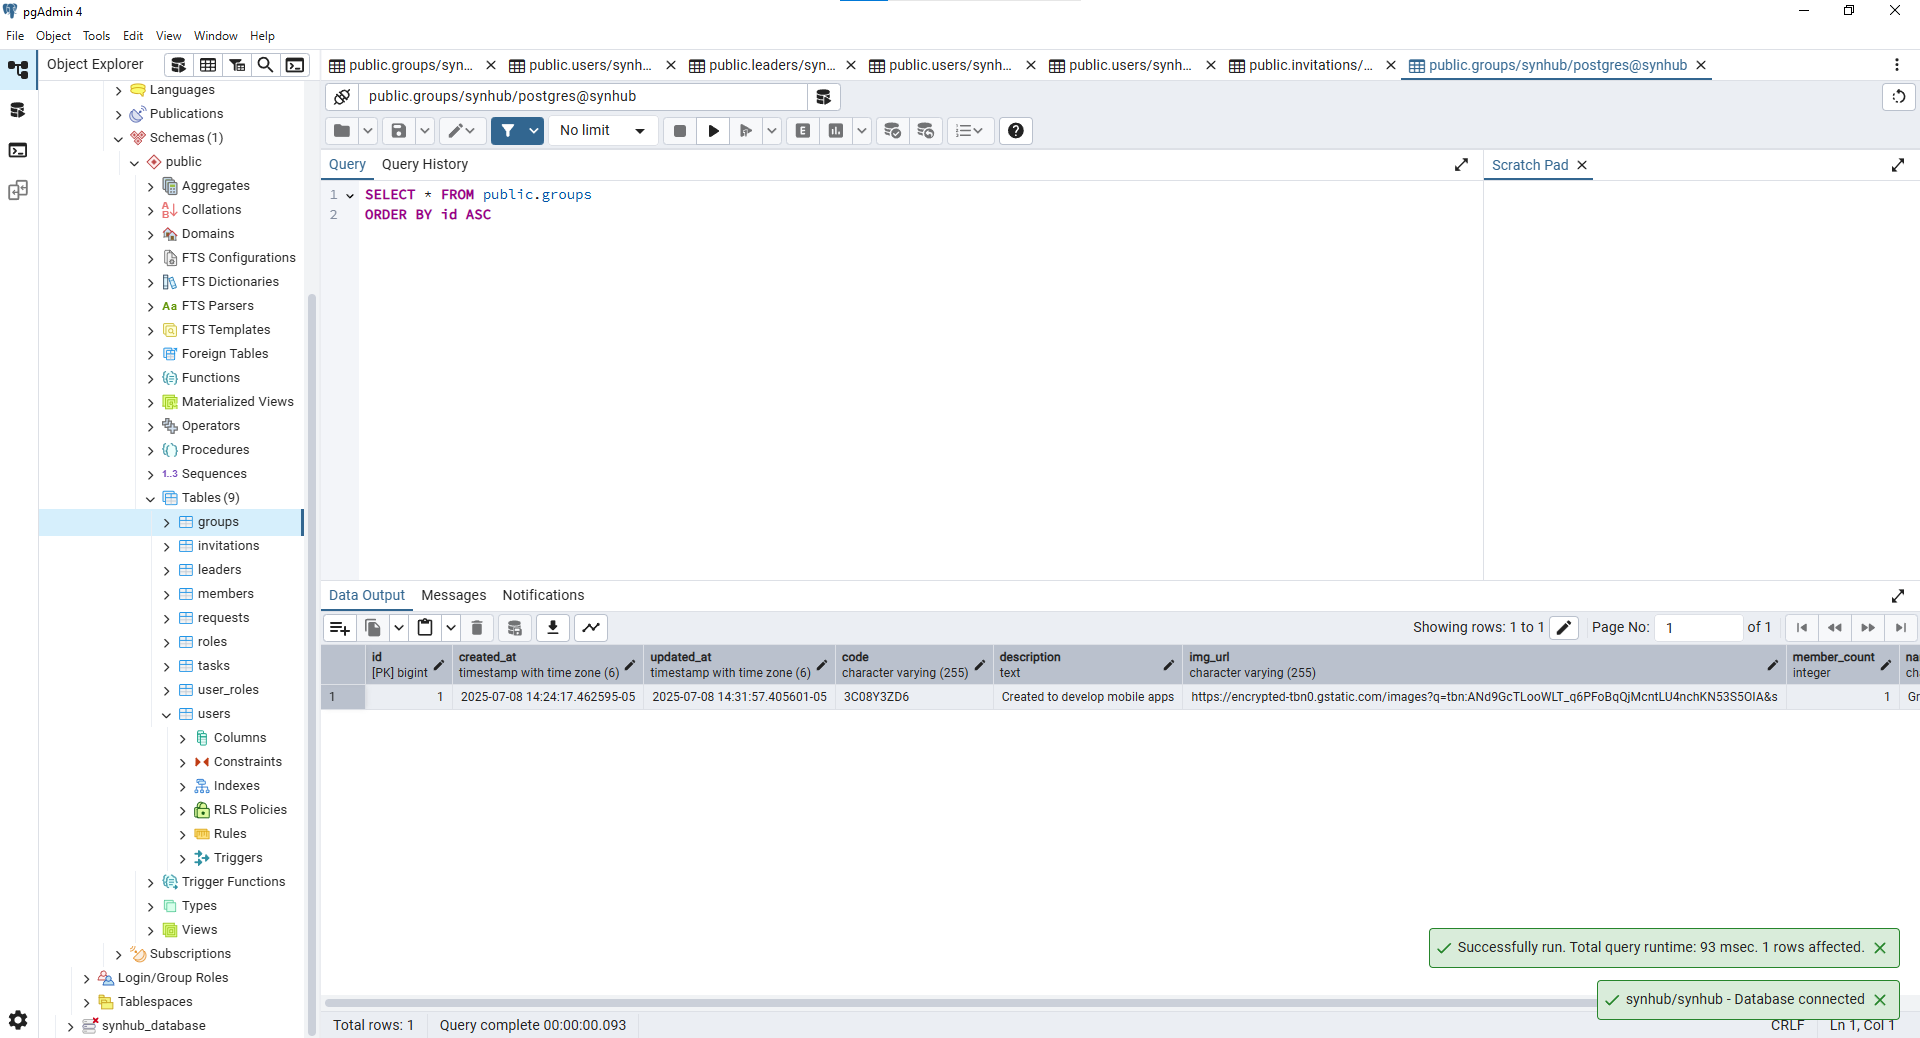 pgAdmin 4
File Object Tools Edit View Window Help
Object Explorer
public.groups/syn...
public.users/synh...
public.leaders/syn...
public.users/synh...
public.users/synh...
public.invitations/...
public.groups/synhub/postgres@synhub
public.groups/synhub/postgres@synhub
No limit
E
Query Query History
Scratch Pad
1 SELECT * FROM public.groups
2 ORDER BY id ASC
Languages
Publications
Schemas (1)
public
Aggregates
Collations
Domains
FTS Configurations
FTS Dictionaries
Aa FTS Parsers
FTS Templates
Foreign Tables
Functions
Materialized Views
Operators
Procedures
1..3 Sequences
Tables (9)
groups
invitations
leaders
members
requests
roles
tasks
user_roles
users
Columns
Constraints
Indexes
RLS Policies
Rules
Triggers
Trigger Functions
Types
Views
Subscriptions
Login/Group Roles
Tablespaces
synhub_database
Data Output Messages Notifications
Showing rows: 1 to 1 Page No: 1 of 1
id created_at updated_at code description img_url member_count na
[PK] bigint timestamp with time zone (6) timestamp with time zone (6) character varying (255) text character varying (255) integer ch
1 1 2025-07-08 14:24:17.462595-05 2025-07-08 14:31:57.405601-05 3C08Y3ZD6 Created to develop mobile apps https://encrypted-tbn0.gstatic.com/images?q=tbn:ANd9GcTLooWLT_q6PFoBqQjMcntLU4nchKN53S5OIA&s 1 Gr
Successfully run. Total query runtime: 93 msec. 1 rows affected.
synhub/synhub - Database connected
Total rows: 1 Query complete 00:00:00.093 CRLF Ln 1, Col 1